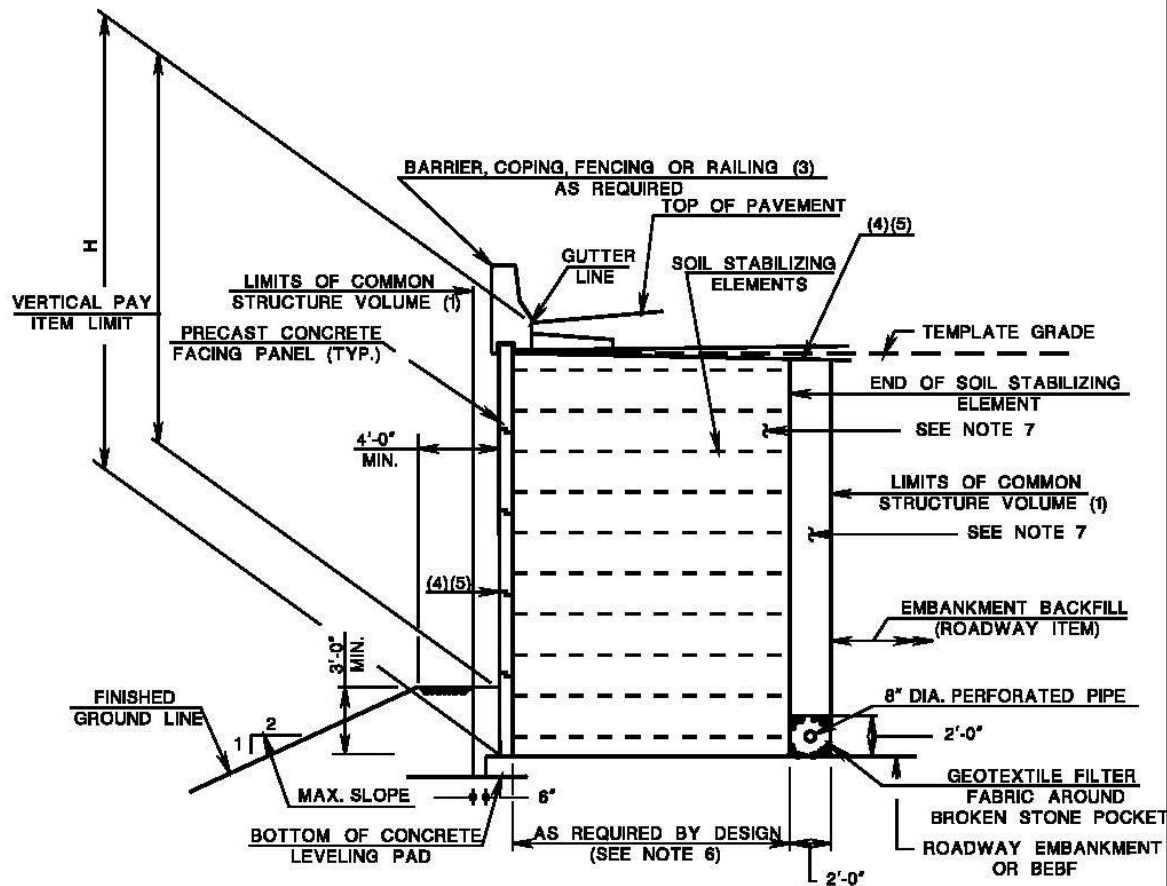 BARRIER, COPING, FENCING OR RAILING (3)
AS REQUIRED
TOP OF PAVEMENT
(4)(5)
H
GUTTER
LINE
SOIL STABILIZING
ELEMENTS
LIMITS OF COMMON
STRUCTURE VOLUME (1)
VERTICAL PAY
ITEM LIMIT
PRECAST CONCRETE
FACING PANEL (TYP.)
TEMPLATE GRADE
END OF SOIL STABILIZING
ELEMENT
SEE NOTE 7
4'-0"
MIN.
LIMITS OF COMMON
STRUCTURE VOLUME (1)
SEE NOTE 7
(4)(5)
EMBANKMENT BACKFILL
(ROADWAY ITEM)
3'-0"
MIN.
FINISHED
GROUND LINE
2
1
8" DIA. PERFORATED PIPE
2'-0"
MAX. SLOPE
6"
GEOTEXTILE FILTER
FABRIC AROUND
BROKEN STONE POCKET
BOTTOM OF CONCRETE
LEVELING PAD
AS REQUIRED BY DESIGN
(SEE NOTE 6)
ROADWAY EMBANKMENT
OR BEBF
2'-0"